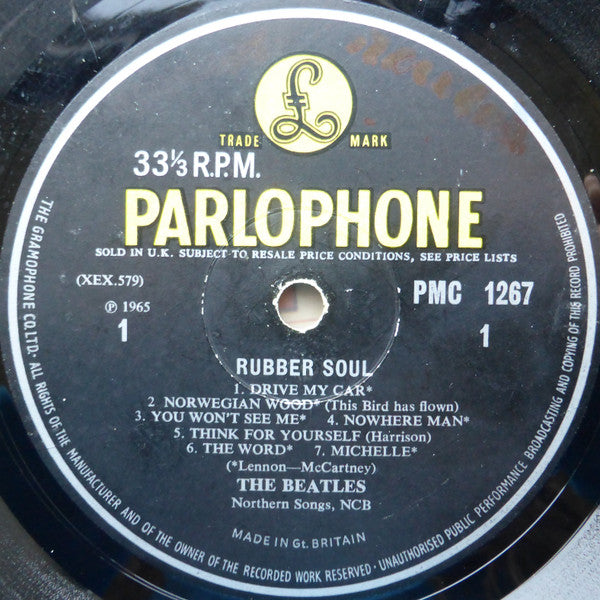 £
TRADE MARK
33⅓ R.P.M.
PARLOPHONE
SOLD IN U.K. SUBJECT TO RESALE PRICE CONDITIONS, SEE PRICE LISTS
(XEX.579)
℗ 1965
1
PMC 1267
1
RUBBER SOUL
1. DRIVE MY CAR*
2 NORWEGIAN WOOD* (This Bird has flown)
3. YOU WON'T SEE ME* 4. NOWHERE MAN*
5. THINK FOR YOURSELF (Harrison)
6. THE WORD* 7. MICHELLE*
(*Lennon—McCartney)
THE BEATLES
Northern Songs, NCB
MADE IN Gt. BRITAIN
THE GRAMOPHONE CO. LTD. · ALL RIGHTS OF THE MANUFACTURER AND OF THE OWNER OF THE RECORDED WORK RESERVED · UNAUTHORISED PUBLIC PERFORMANCE BROADCASTING AND COPYING OF THIS RECORD PROHIBITED